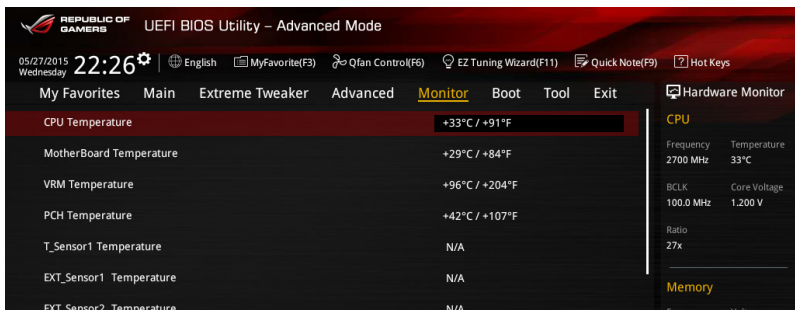 REPUBLIC OF
GAMERS
UEFI BIOS Utility – Advanced Mode
05/27/2015
Wednesday
22:26
English
MyFavorite(F3)
Qfan Control(F6)
EZ Tuning Wizard(F11)
Quick Note(F9)
? Hot Keys
My Favorites Main Extreme Tweaker Advanced Monitor Boot Tool Exit
Hardware Monitor
CPU Temperature +33°C / +91°F
MotherBoard Temperature +29°C / +84°F
VRM Temperature +96°C / +204°F
PCH Temperature +42°C / +107°F
T_Sensor1 Temperature N/A
EXT_Sensor1 Temperature N/A
EXT_Sensor2 Temperature N/A
CPU
Frequency Temperature
2700 MHz 33°C
BCLK Core Voltage
100.0 MHz 1.200 V
Ratio
27x
Memory